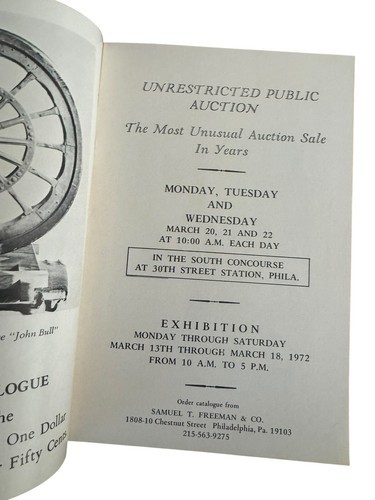 e "John Bull"
LOGUE
ne
One Dollar
Fifty Cents
UNRESTRICTED PUBLIC
AUCTION
The Most Unusual Auction Sale
In Years
MONDAY, TUESDAY
AND
WEDNESDAY
MARCH 20, 21 AND 22
AT 10:00 A.M. EACH DAY
IN THE SOUTH CONCOURSE
AT 30TH STREET STATION, PHILA.
EXHIBITION
MONDAY THROUGH SATURDAY
MARCH 13TH THROUGH MARCH 18, 1972
FROM 10 A.M. TO 5 P.M.
Order catalogue from
SAMUEL T. FREEMAN & CO.
1808-10 Chestnut Street Philadelphia, Pa. 19103
215-563-9275